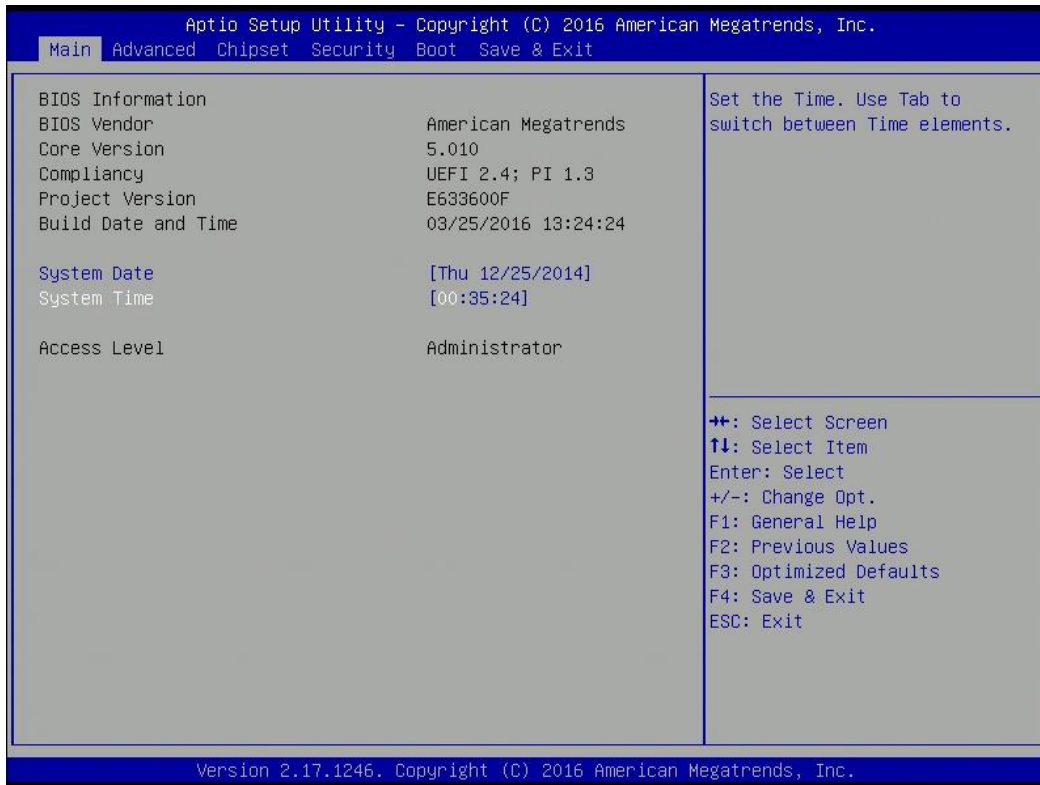 Aptio Setup Utility – Copyright (C) 2016 American Megatrends, Inc.
Main Advanced Chipset Security Boot Save & Exit
BIOS Information
BIOS Vendor American Megatrends
Core Version 5.010
Compliancy UEFI 2.4; PI 1.3
Project Version E633600F
Build Date and Time 03/25/2016 13:24:24
System Date [Thu 12/25/2014]
System Time [00:35:24]
Access Level Administrator
Set the Time. Use Tab to
switch between Time elements.
→←: Select Screen
↑↓: Select Item
Enter: Select
+/-: Change Opt.
F1: General Help
F2: Previous Values
F3: Optimized Defaults
F4: Save & Exit
ESC: Exit
Version 2.17.1246. Copyright (C) 2016 American Megatrends, Inc.